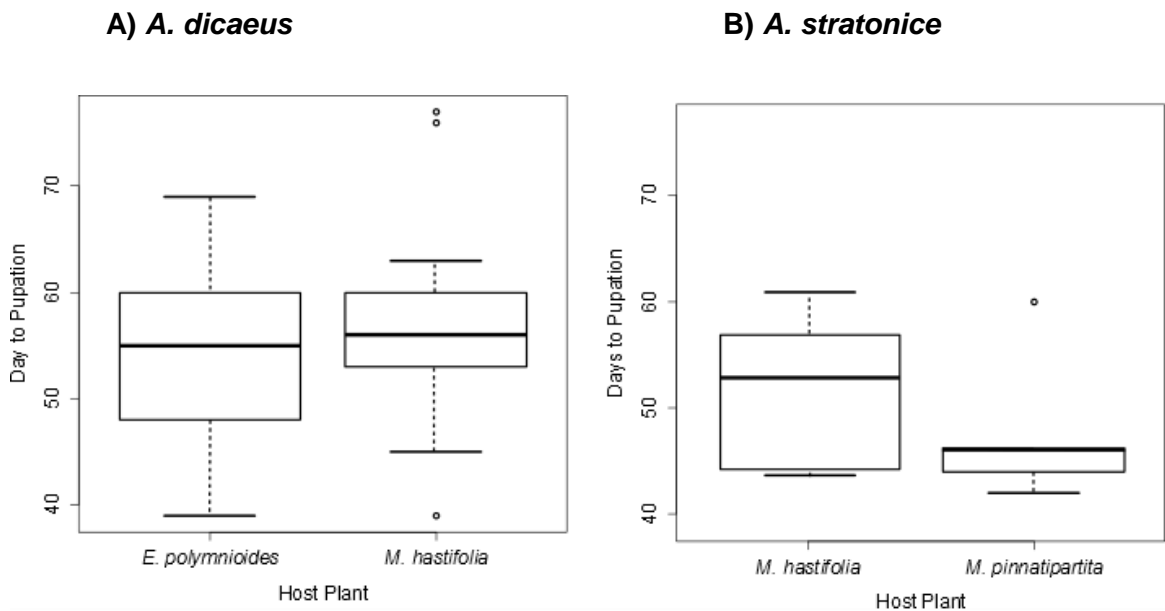 A) A. dicaeus
Day to Pupation
70
60
50
40
E. polymnioides M. hastifolia
Host Plant
B) A. stratonice
Days to Pupation
70
60
50
40
M. hastifolia M. pinnatipartita
Host Plant